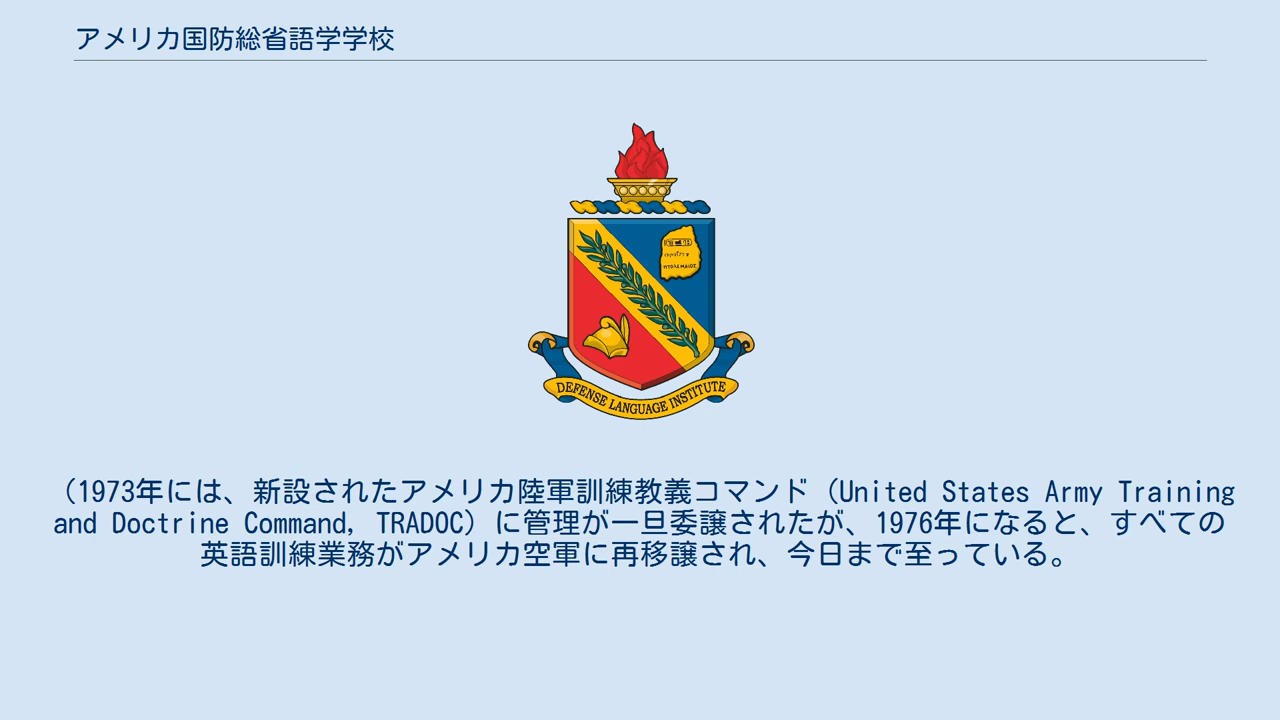 アメリカ国防総省語学学校
ΠΤΟΛΕΜΑΙΟΣ
DEFENSE LANGUAGE INSTITUTE
（1973年には、新設されたアメリカ陸軍訓練教義コマンド（United States Army Training
and Doctrine Command, TRADOC）に管理が一旦委譲されたが、1976年になると、すべての
英語訓練業務がアメリカ空軍に再移譲され、今日まで至っている。